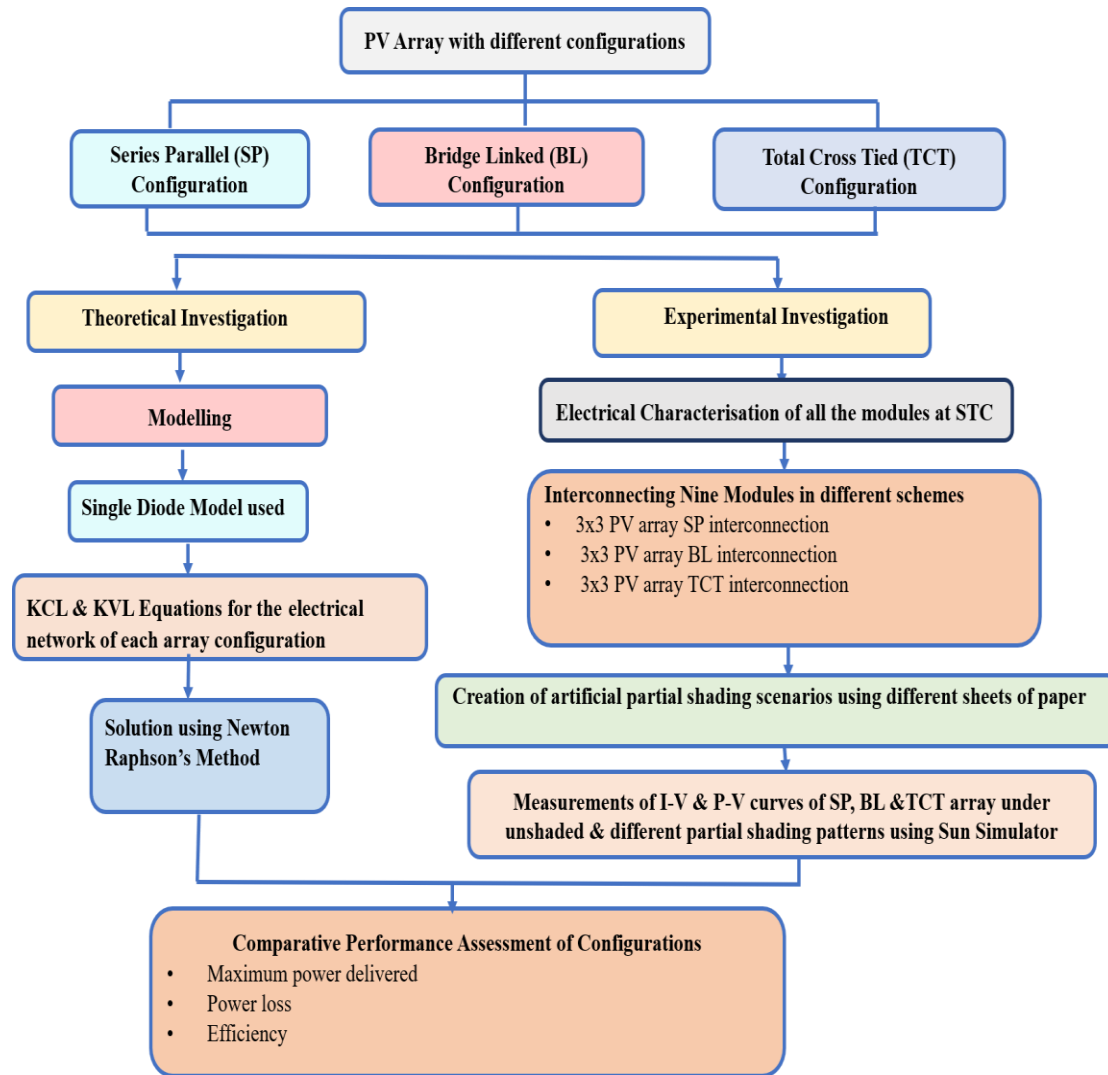 PV Array with different configurations
Series Parallel (SP)
Configuration
Bridge Linked (BL)
Configuration
Total Cross Tied (TCT)
Configuration
Theoretical Investigation
Modelling
Single Diode Model used
KCL & KVL Equations for the electrical
network of each array configuration
Solution using Newton
Raphson’s Method
Experimental Investigation
Electrical Characterisation of all the modules at STC
Interconnecting Nine Modules in different schemes
• 3x3 PV array SP interconnection
• 3x3 PV array BL interconnection
• 3x3 PV array TCT interconnection
Creation of artificial partial shading scenarios using different sheets of paper
Measurements of I-V & P-V curves of SP, BL &TCT array under
unshaded & different partial shading patterns using Sun Simulator
Comparative Performance Assessment of Configurations
• Maximum power delivered
• Power loss
• Efficiency